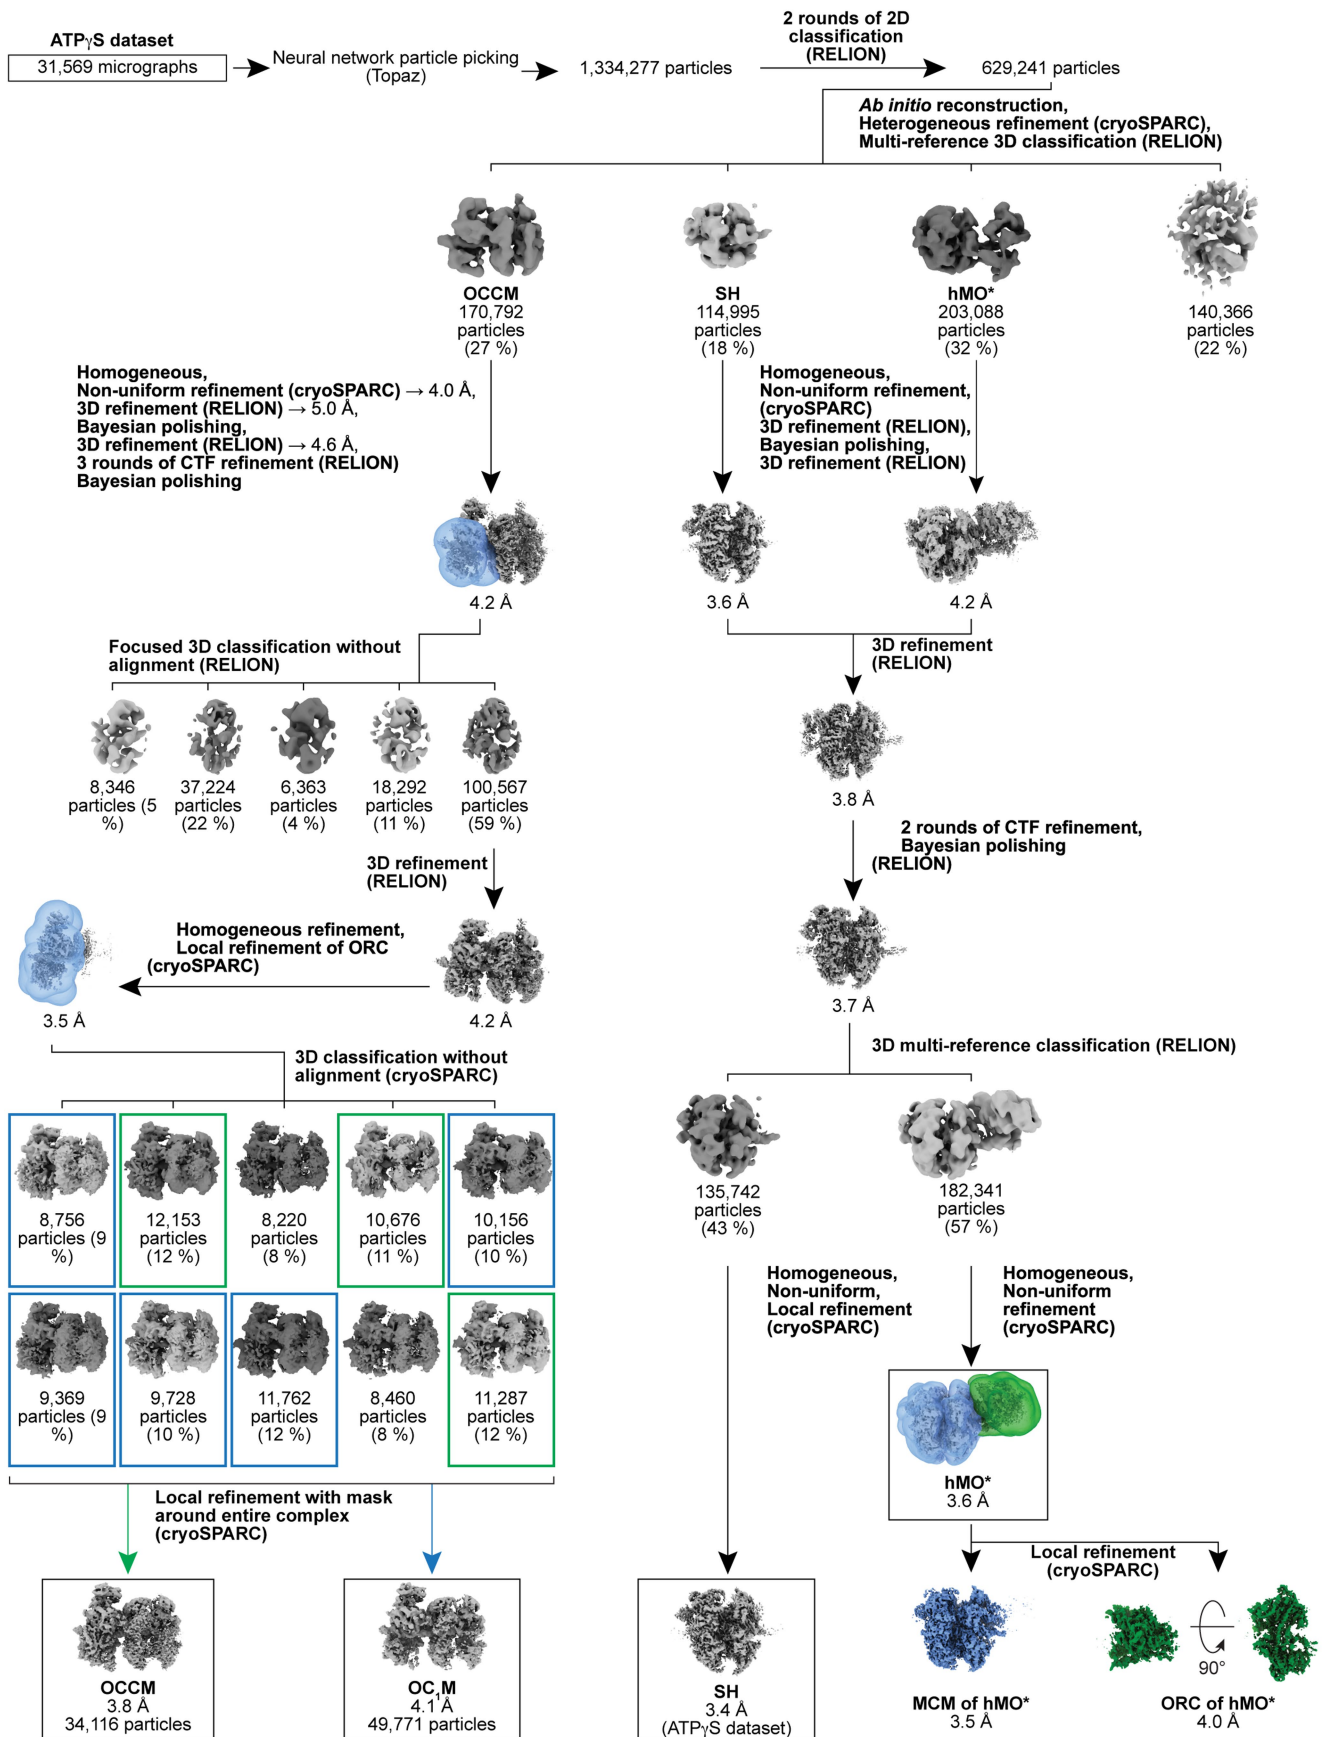 ATPγS dataset
31,569 micrographs
Neural network particle picking
(Topaz)
1,334,277 particles
2 rounds of 2D
classification
(RELION)
629,241 particles
Ab initio reconstruction,
Heterogeneous refinement (cryoSPARC),
Multi-reference 3D classification (RELION)
OCCM
170,792
particles
(27 %)
SH
114,995
particles
(18 %)
hMO*
203,088
particles
(32 %)
140,366
particles
(22 %)
Homogeneous,
Non-uniform refinement (cryoSPARC) → 4.0 Å,
3D refinement (RELION) → 5.0 Å,
Bayesian polishing,
3D refinement (RELION) → 4.6 Å,
3 rounds of CTF refinement (RELION)
Bayesian polishing
Homogeneous,
Non-uniform refinement,
(cryoSPARC)
3D refinement (RELION),
Bayesian polishing,
3D refinement (RELION)
4.2 Å
3.6 Å
4.2 Å
Focused 3D classification without
alignment (RELION)
3D refinement
(RELION)
8,346
particles (5
%)
37,224
particles
(22 %)
6,363
particles
(4 %)
18,292
particles
(11 %)
100,567
particles
(59 %)
3.8 Å
2 rounds of CTF refinement,
Bayesian polishing
(RELION)
3D refinement
(RELION)
Homogeneous refinement,
Local refinement of ORC
(cryoSPARC)
3.5 Å
4.2 Å
3.7 Å
3D classification without
alignment (cryoSPARC)
3D multi-reference classification (RELION)
8,756
particles (9
%)
12,153
particles
(12 %)
8,220
particles
(8 %)
10,676
particles
(11 %)
10,156
particles
(10 %)
135,742
particles
(43 %)
182,341
particles
(57 %)
Homogeneous,
Non-uniform,
Local refinement
(cryoSPARC)
Homogeneous,
Non-uniform
refinement
(cryoSPARC)
9,369
particles (9
%)
9,728
particles
(10 %)
11,762
particles
(12 %)
8,460
particles
(8 %)
11,287
particles
(12 %)
hMO*
3.6 Å
Local refinement with mask
around entire complex
(cryoSPARC)
Local refinement
(cryoSPARC)
90°
OCCM
3.8 Å
34,116 particles
OC₁M
4.1 Å
49,771 particles
SH
3.4 Å
(ATPγS dataset)
MCM of hMO*
3.5 Å
ORC of hMO*
4.0 Å